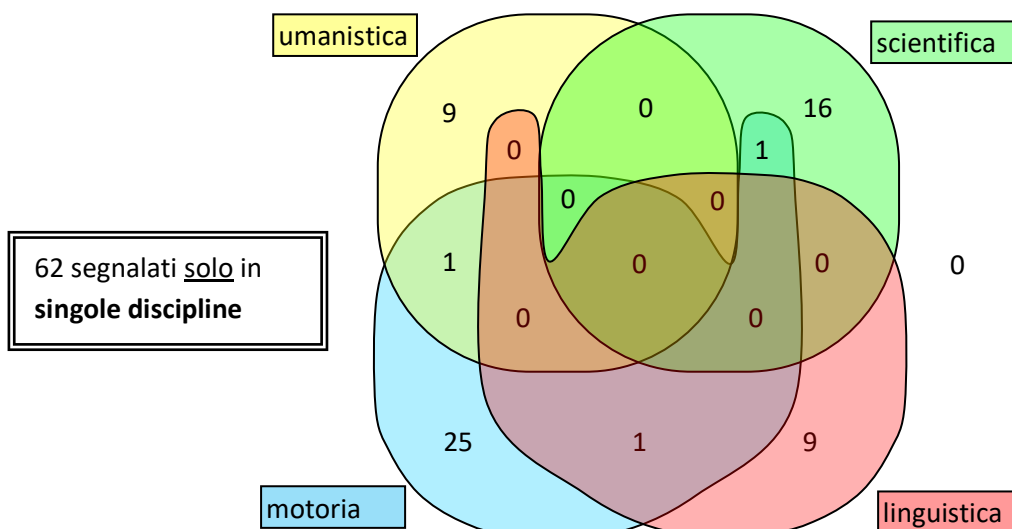 umanistica
scientifica
9
0
16
0
1
0
0
62 segnalati solo in
singole discipline
1
0
0
0
0
0
25
1
9
motoria
linguistica